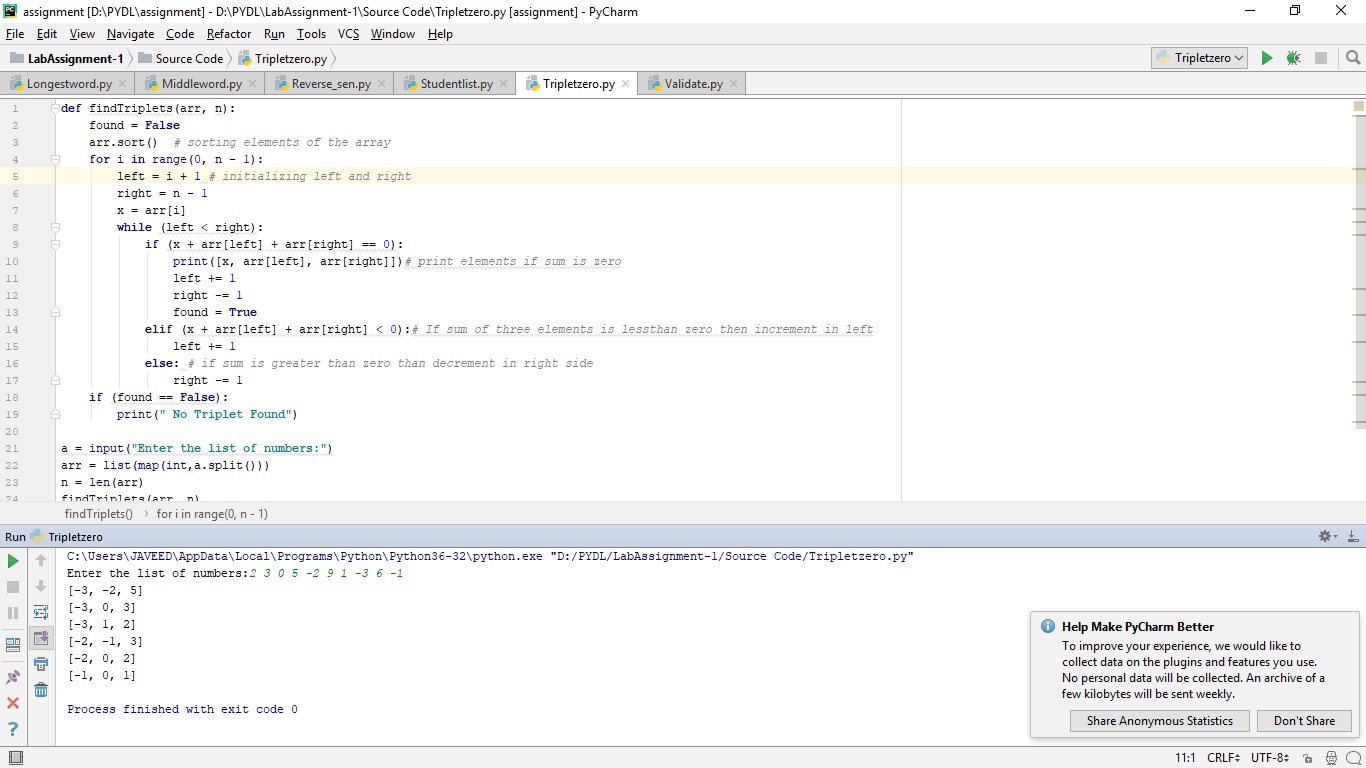 assignment [D:\PYDL\assignment] - D:\PYDL\LabAssignment-1\Source Code\Tripletzero.py [assignment] - PyCharm
File Edit View Navigate Code Refactor Run Tools VCS Window Help
LabAssignment-1 Source Code Tripletzero.py Tripletzero
Longestword.py Middleword.py Reverse_sen.py Studentlist.py Tripletzero.py Validate.py
1 def findTriplets(arr, n):
2     found = False
3     arr.sort()  # sorting elements of the array
4     for i in range(0, n - 1):
5         left = i + 1 # initializing left and right
6         right = n - 1
7         x = arr[i]
8         while (left < right):
9             if (x + arr[left] + arr[right] == 0):
10                 print([x, arr[left], arr[right]])# print elements if sum is zero
11                 left += 1
12                 right -= 1
13                 found = True
14             elif (x + arr[left] + arr[right] < 0):# If sum of three elements is lessthan zero then increment in left
15                 left += 1
16             else: # if sum is greater than zero than decrement in right side
17                 right -= 1
18     if (found == False):
19         print(" No Triplet Found")
20
21 a = input("Enter the list of numbers:")
22 arr = list(map(int,a.split()))
23 n = len(arr)
24 findTriplets(arr, n)
findTriplets() › for i in range(0, n - 1)
Run Tripletzero
C:\Users\JAVEED\AppData\Local\Programs\Python\Python36-32\python.exe "D:/PYDL/LabAssignment-1/Source Code/Tripletzero.py"
Enter the list of numbers:2 3 0 5 -2 9 1 -3 6 -1
[-3, -2, 5]
[-3, 0, 3]
[-3, 1, 2]
[-2, -1, 3]
[-2, 0, 2]
[-1, 0, 1]
Process finished with exit code 0
Help Make PyCharm Better
To improve your experience, we would like to
collect data on the plugins and features you use.
No personal data will be collected. An archive of a
few kilobytes will be sent weekly.
Share Anonymous Statistics Don't Share
11:1 CRLF UTF-8